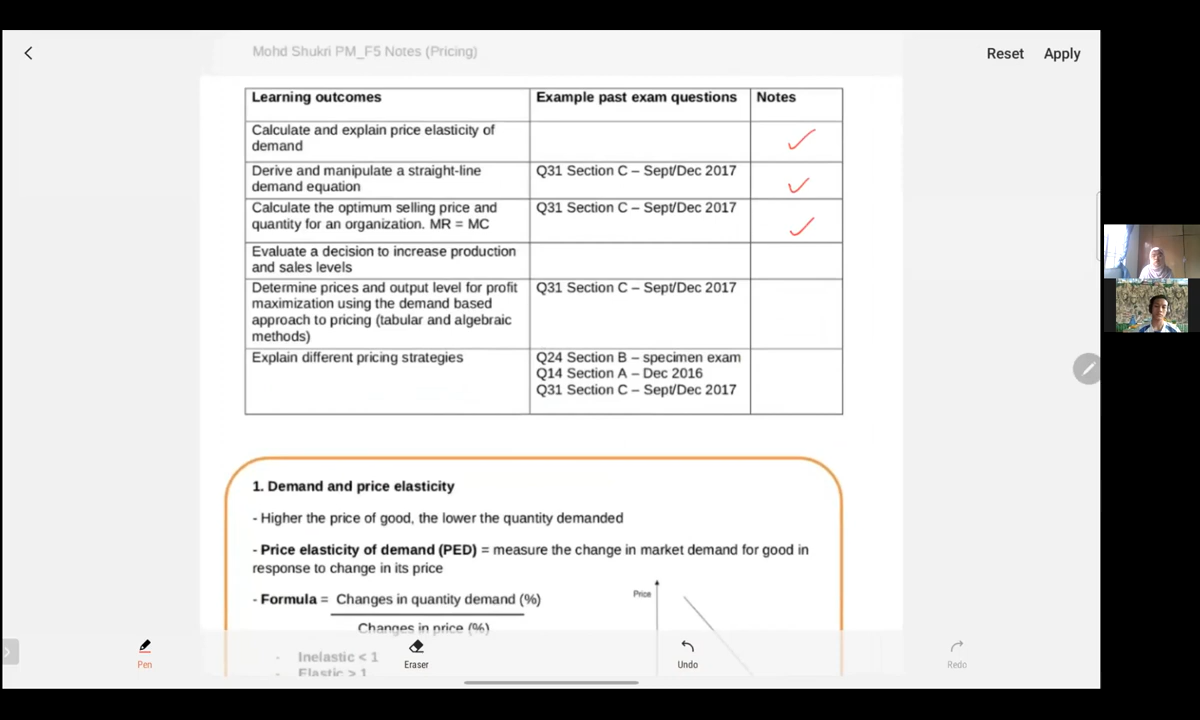 Mohd Shukri PM_F5 Notes (Pricing)
Reset Apply
Learning outcomes Example past exam questions Notes
Calculate and explain price elasticity of
demand
Derive and manipulate a straight-line Q31 Section C – Sept/Dec 2017
demand equation
Calculate the optimum selling price and Q31 Section C – Sept/Dec 2017
quantity for an organization. MR = MC
Evaluate a decision to increase production
and sales levels
Determine prices and output level for profit Q31 Section C – Sept/Dec 2017
maximization using the demand based
approach to pricing (tabular and algebraic
methods)
Explain different pricing strategies Q24 Section B – specimen exam
Q14 Section A – Dec 2016
Q31 Section C – Sept/Dec 2017
1. Demand and price elasticity
- Higher the price of good, the lower the quantity demanded
- Price elasticity of demand (PED) = measure the change in market demand for good in
response to change in its price
- Formula = Changes in quantity demand (%)
Changes in price (%)
Price
- Inelastic < 1
- Elastic > 1
Pen Eraser Undo Redo